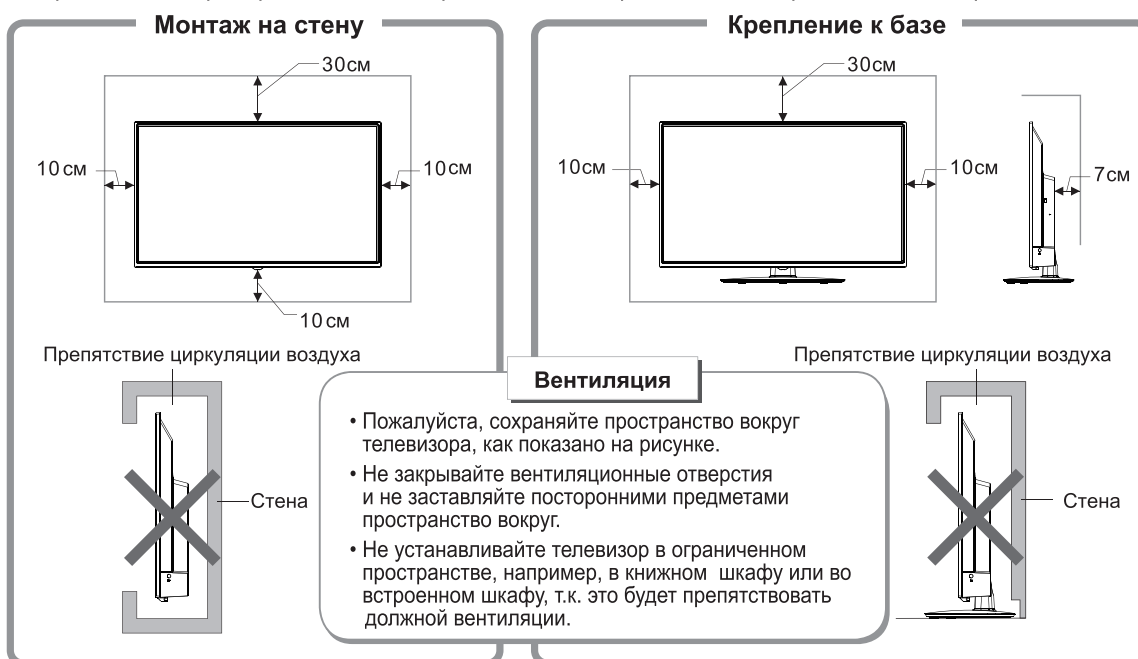 Монтаж на стену
30см
10см
10см
10см
Препятствие циркуляции воздуха
Стена
Крепление к базе
30см
10см
10см
7см
Препятствие циркуляции воздуха
Стена
Вентиляция
• Пожалуйста, сохраняйте пространство вокруг
телевизора, как показано на рисунке.
• Не закрывайте вентиляционные отверстия
и не заставляйте посторонними предметами
пространство вокруг.
• Не устанавливайте телевизор в ограниченном
пространстве, например, в книжном шкафу или во
встроенном шкафу, т.к. это будет препятствовать
должной вентиляции.